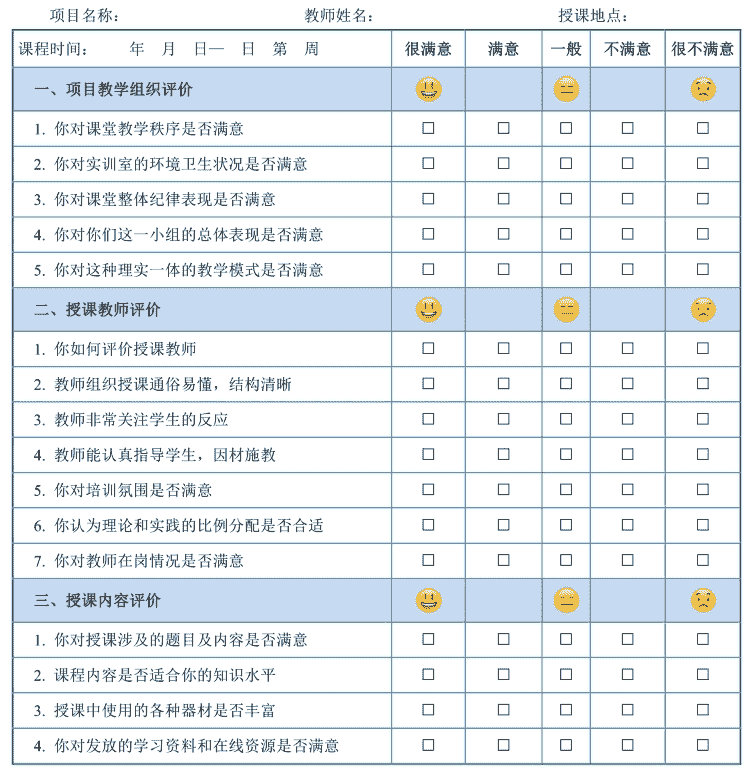 项目名称： 教师姓名： 授课地点：
课程时间： 年 月 日— 日 第 周 很满意 满意 一般 不满意 很不满意
一、项目教学组织评价
1. 你对课堂教学秩序是否满意 □ □ □ □ □
2. 你对实训室的环境卫生状况是否满意 □ □ □ □ □
3. 你对课堂整体纪律表现是否满意 □ □ □ □ □
4. 你对你们这一小组的总体表现是否满意 □ □ □ □ □
5. 你对这种理实一体的教学模式是否满意 □ □ □ □ □
二、授课教师评价
1. 你如何评价授课教师 □ □ □ □ □
2. 教师组织授课通俗易懂，结构清晰 □ □ □ □ □
3. 教师非常关注学生的反应 □ □ □ □ □
4. 教师能认真指导学生，因材施教 □ □ □ □ □
5. 你对培训氛围是否满意 □ □ □ □ □
6. 你认为理论和实践的比例分配是否合适 □ □ □ □ □
7. 你对教师在岗情况是否满意 □ □ □ □ □
三、授课内容评价
1. 你对授课涉及的题目及内容是否满意 □ □ □ □ □
2. 课程内容是否适合你的知识水平 □ □ □ □ □
3. 授课中使用的各种器材是否丰富 □ □ □ □ □
4. 你对发放的学习资料和在线资源是否满意 □ □ □ □ □